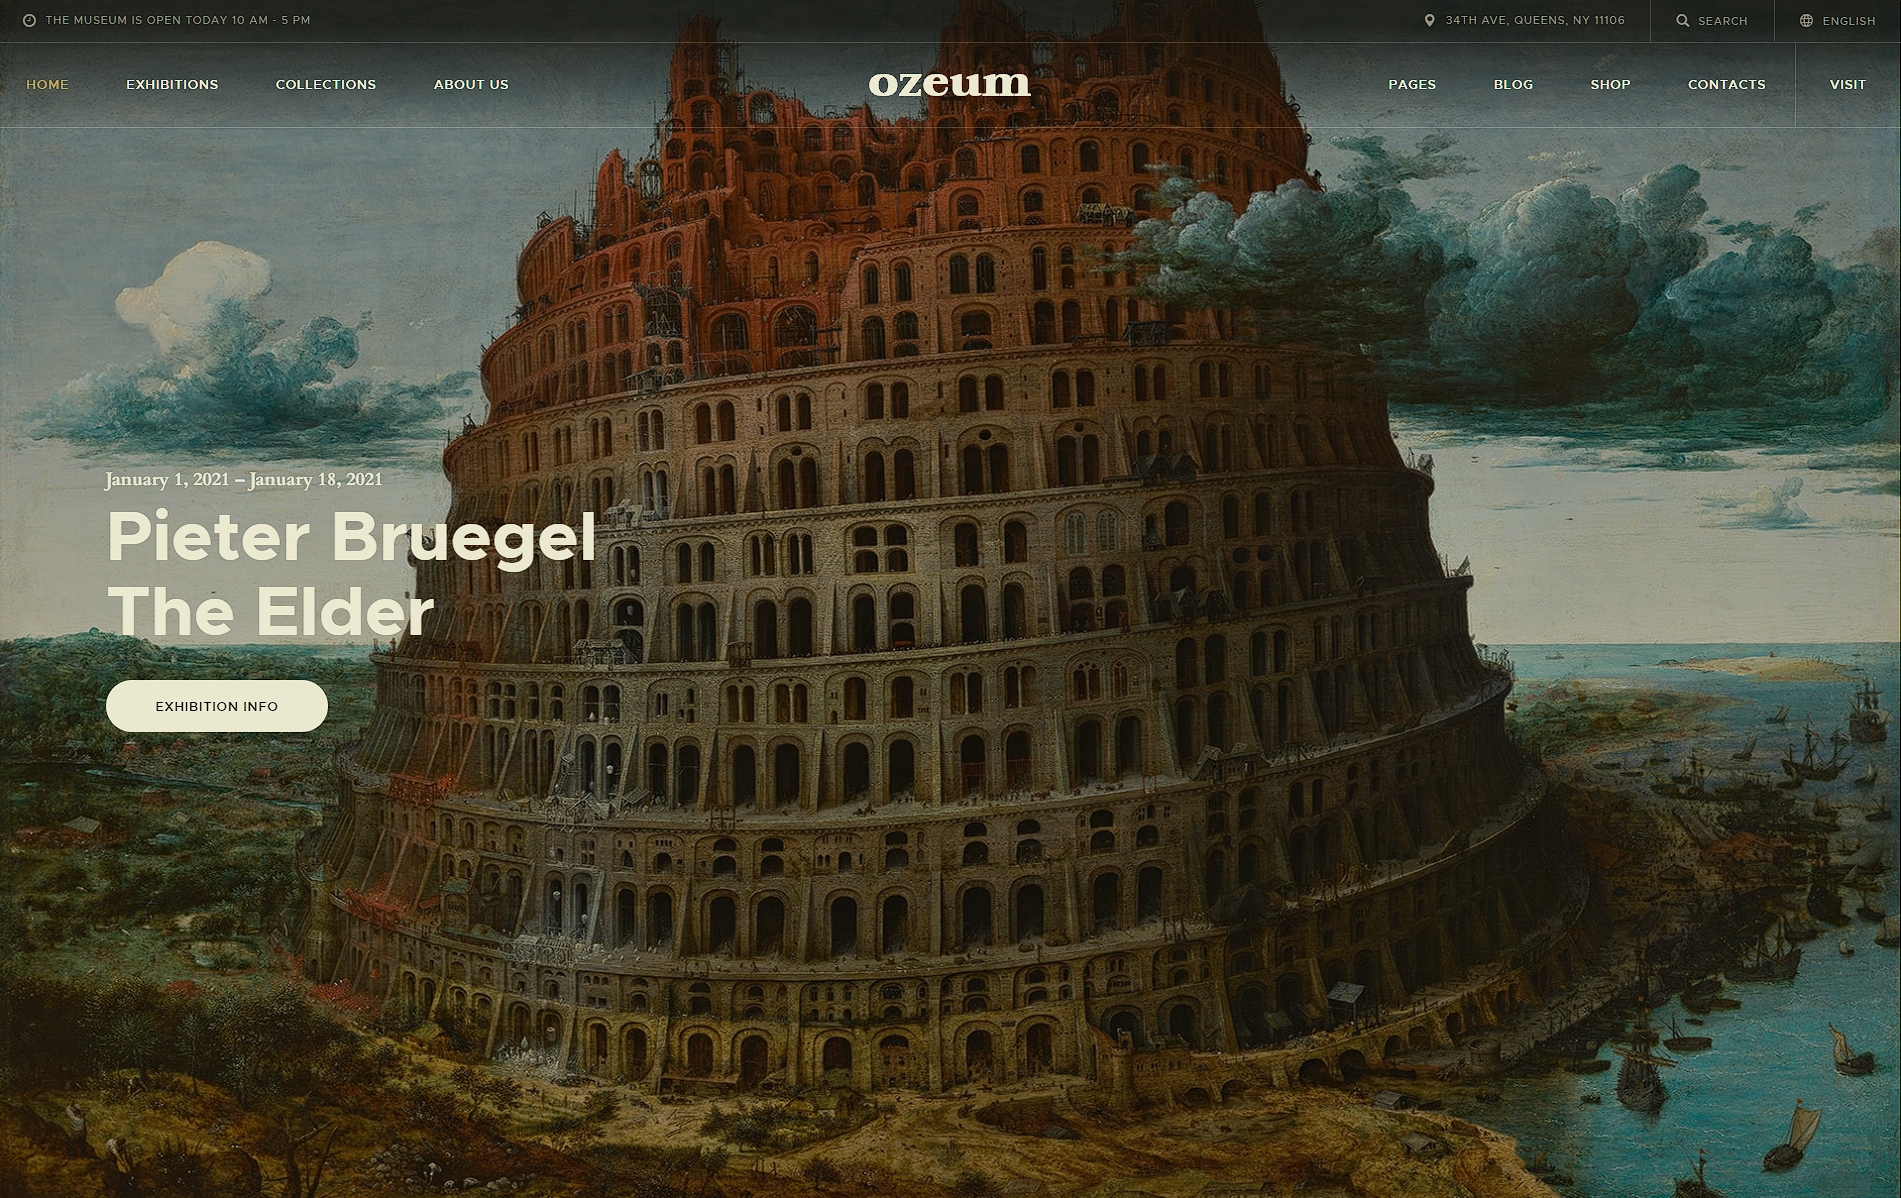 THE MUSEUM IS OPEN TODAY 10 AM - 5 PM
34TH AVE, QUEENS, NY 11106
SEARCH
ENGLISH
HOME
EXHIBITIONS
COLLECTIONS
ABOUT US
ozeum
PAGES
BLOG
SHOP
CONTACTS
VISIT
January 1, 2021 – January 18, 2021
Pieter Bruegel
The Elder
EXHIBITION INFO